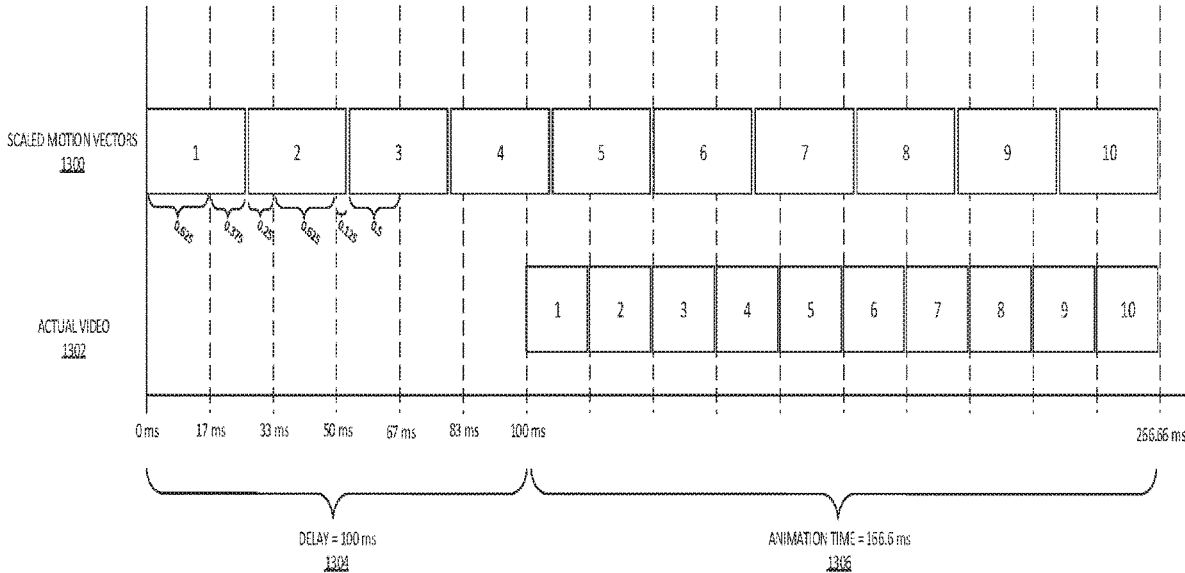 SCALED MOTION VECTORS
1300
1 2 3 4 5 6 7 8 9 10
0.625 0.375 0.25 0.625 0.125 0.5
ACTUAL VIDEO
1302
1 2 3 4 5 6 7 8 9 10
0 ms 17 ms 33 ms 50 ms 67 ms 83 ms 100 ms 266.66 ms
DELAY = 100 ms
1304
ANIMATION TIME = 166.6 ms
1306